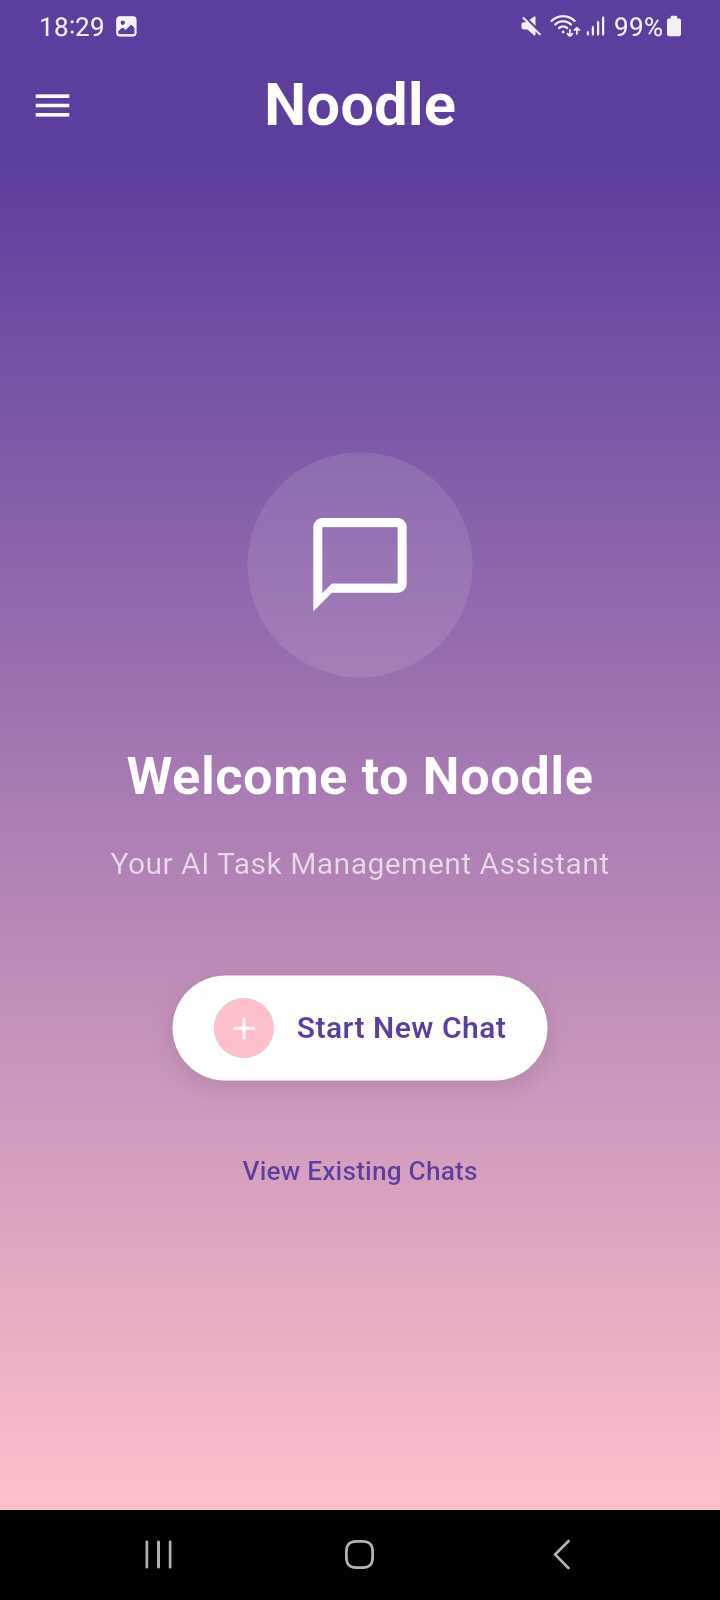 18:29 99%
Noodle
Welcome to Noodle
Your AI Task Management Assistant
Start New Chat
View Existing Chats